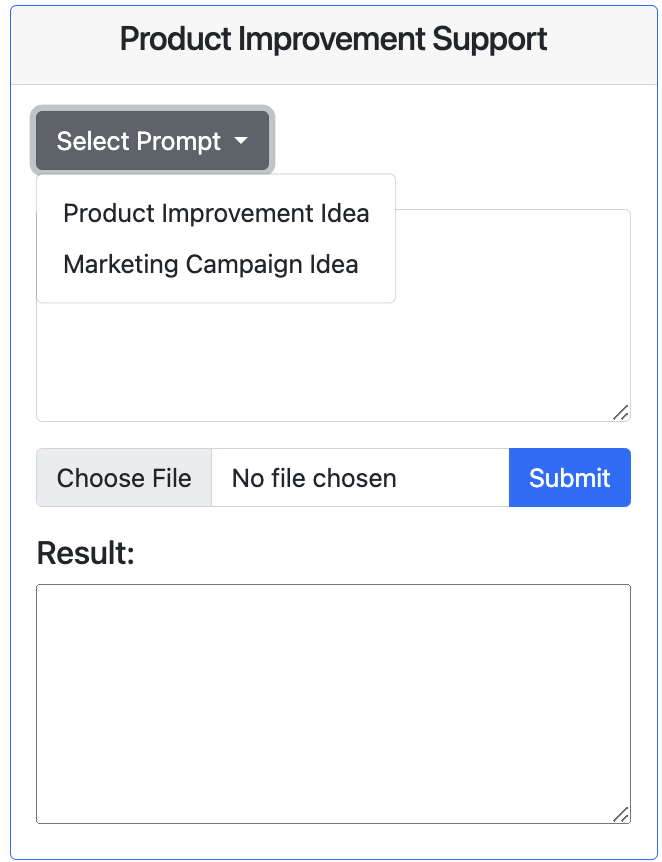 Product Improvement Support
Select Prompt
Product Improvement Idea
Marketing Campaign Idea
Choose File No file chosen Submit
Result: